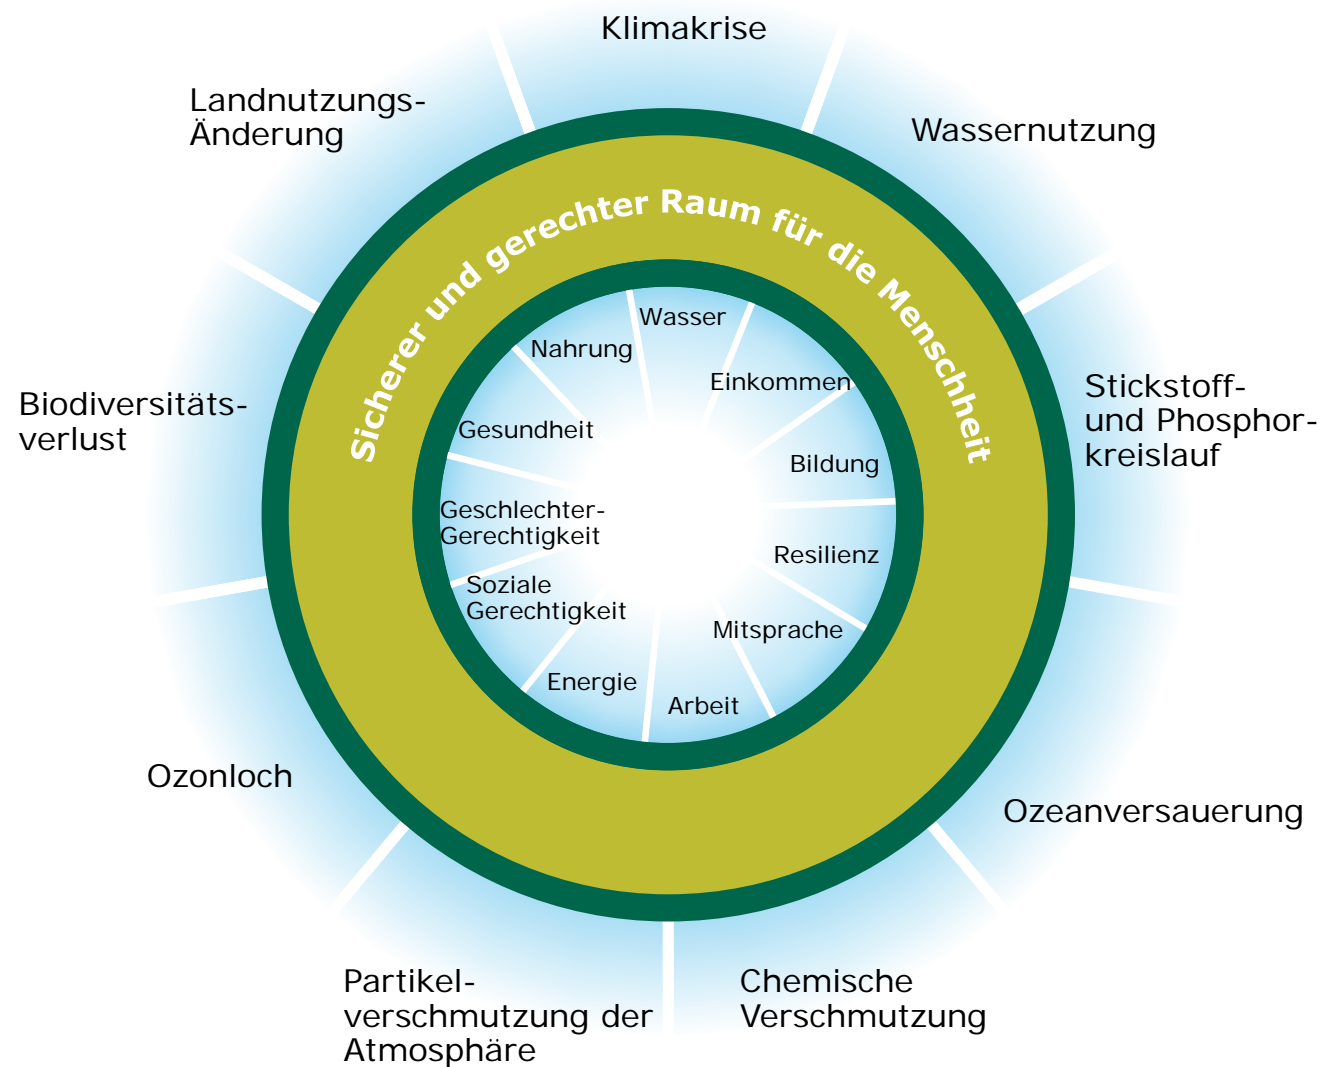 Klimakrise
Landnutzungs-
Änderung
Wassernutzung
Sicherer und gerechter Raum für die Menschheit
Wasser
Nahrung
Einkommen
Biodiversitäts-
verlust
Stickstoff-
und Phosphor-
kreislauf
Gesundheit
Bildung
Geschlechter-
Gerechtigkeit
Resilienz
Soziale
Gerechtigkeit
Mitsprache
Energie
Arbeit
Ozonloch
Ozeanversauerung
Partikel-
verschmutzung der
Atmosphäre
Chemische
Verschmutzung